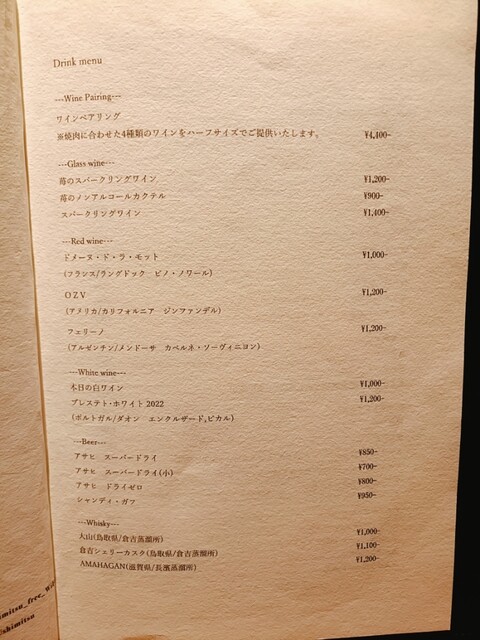 Drink menu
---Wine Pairing---
ワインペアリング
※焼肉に合わせた4種類のワインをハーフサイズでご提供いたします。 ¥4,400-
---Glass wine---
苺のスパークリングワイン ¥1,200-
苺のノンアルコールカクテル ¥900-
スパークリングワイン ¥1,400-
---Red wine---
ドメーヌ・ド・ラ・モット ¥1,000-
(フランス/ラングドック ピノ・ノワール)
OZV ¥1,200-
(アメリカ/カリフォルニア ジンファンデル)
フェリーノ ¥1,200-
(アルゼンチン/メンドーサ カベルネ・ソーヴィニヨン)
---White wine---
本日の白ワイン ¥1,000-
プレステト・ホワイト 2022 ¥1,200-
(ポルトガル/ダオン エンクルザード,ビカル)
---Beer---
アサヒ スーパードライ ¥850-
アサヒ スーパードライ(小) ¥700-
アサヒ ドライゼロ ¥800-
シャンディ・ガフ ¥950-
---Whisky---
大山(鳥取県/倉吉蒸留所) ¥1,000-
倉吉シェリーカスク(鳥取県/倉吉蒸留所) ¥1,100-
AMAHAGAN(滋賀県/長濱蒸溜所) ¥1,200-